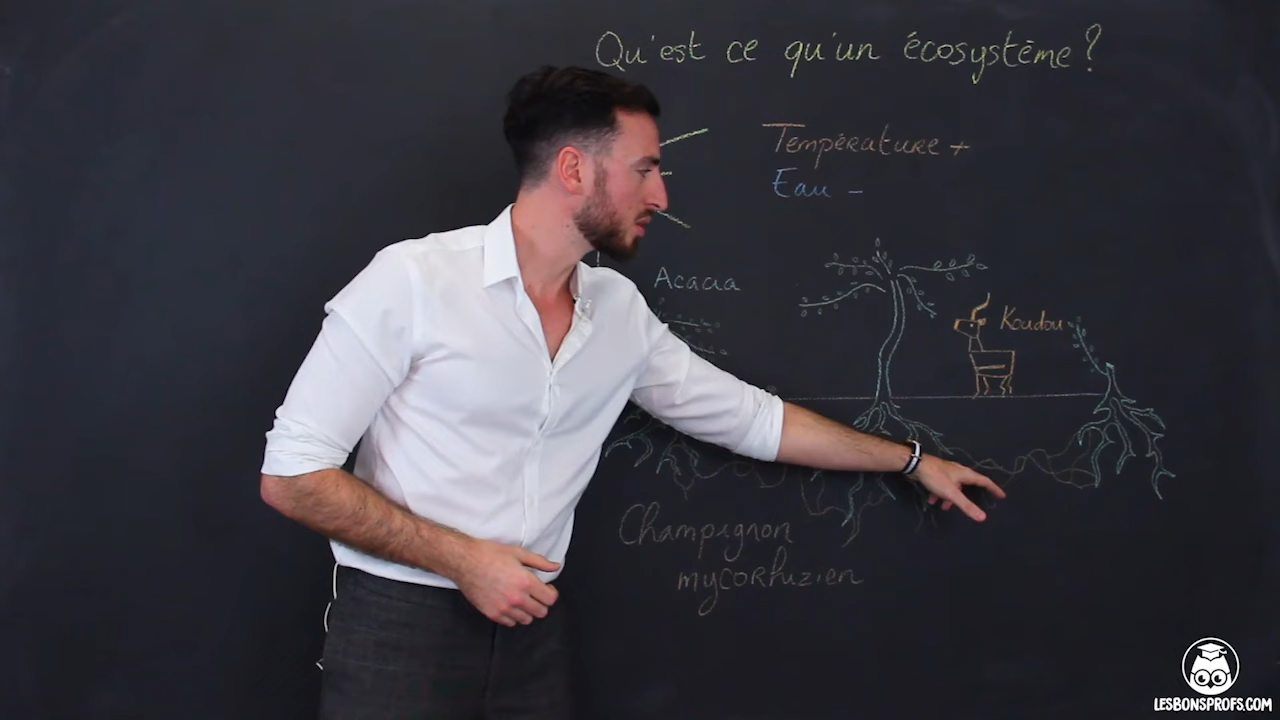 Qu'est ce qu'un écosystème?
Température +
Eau -
Acacia
Koudou
Champignon
mycorhizien
LESBONSPROFS.COM